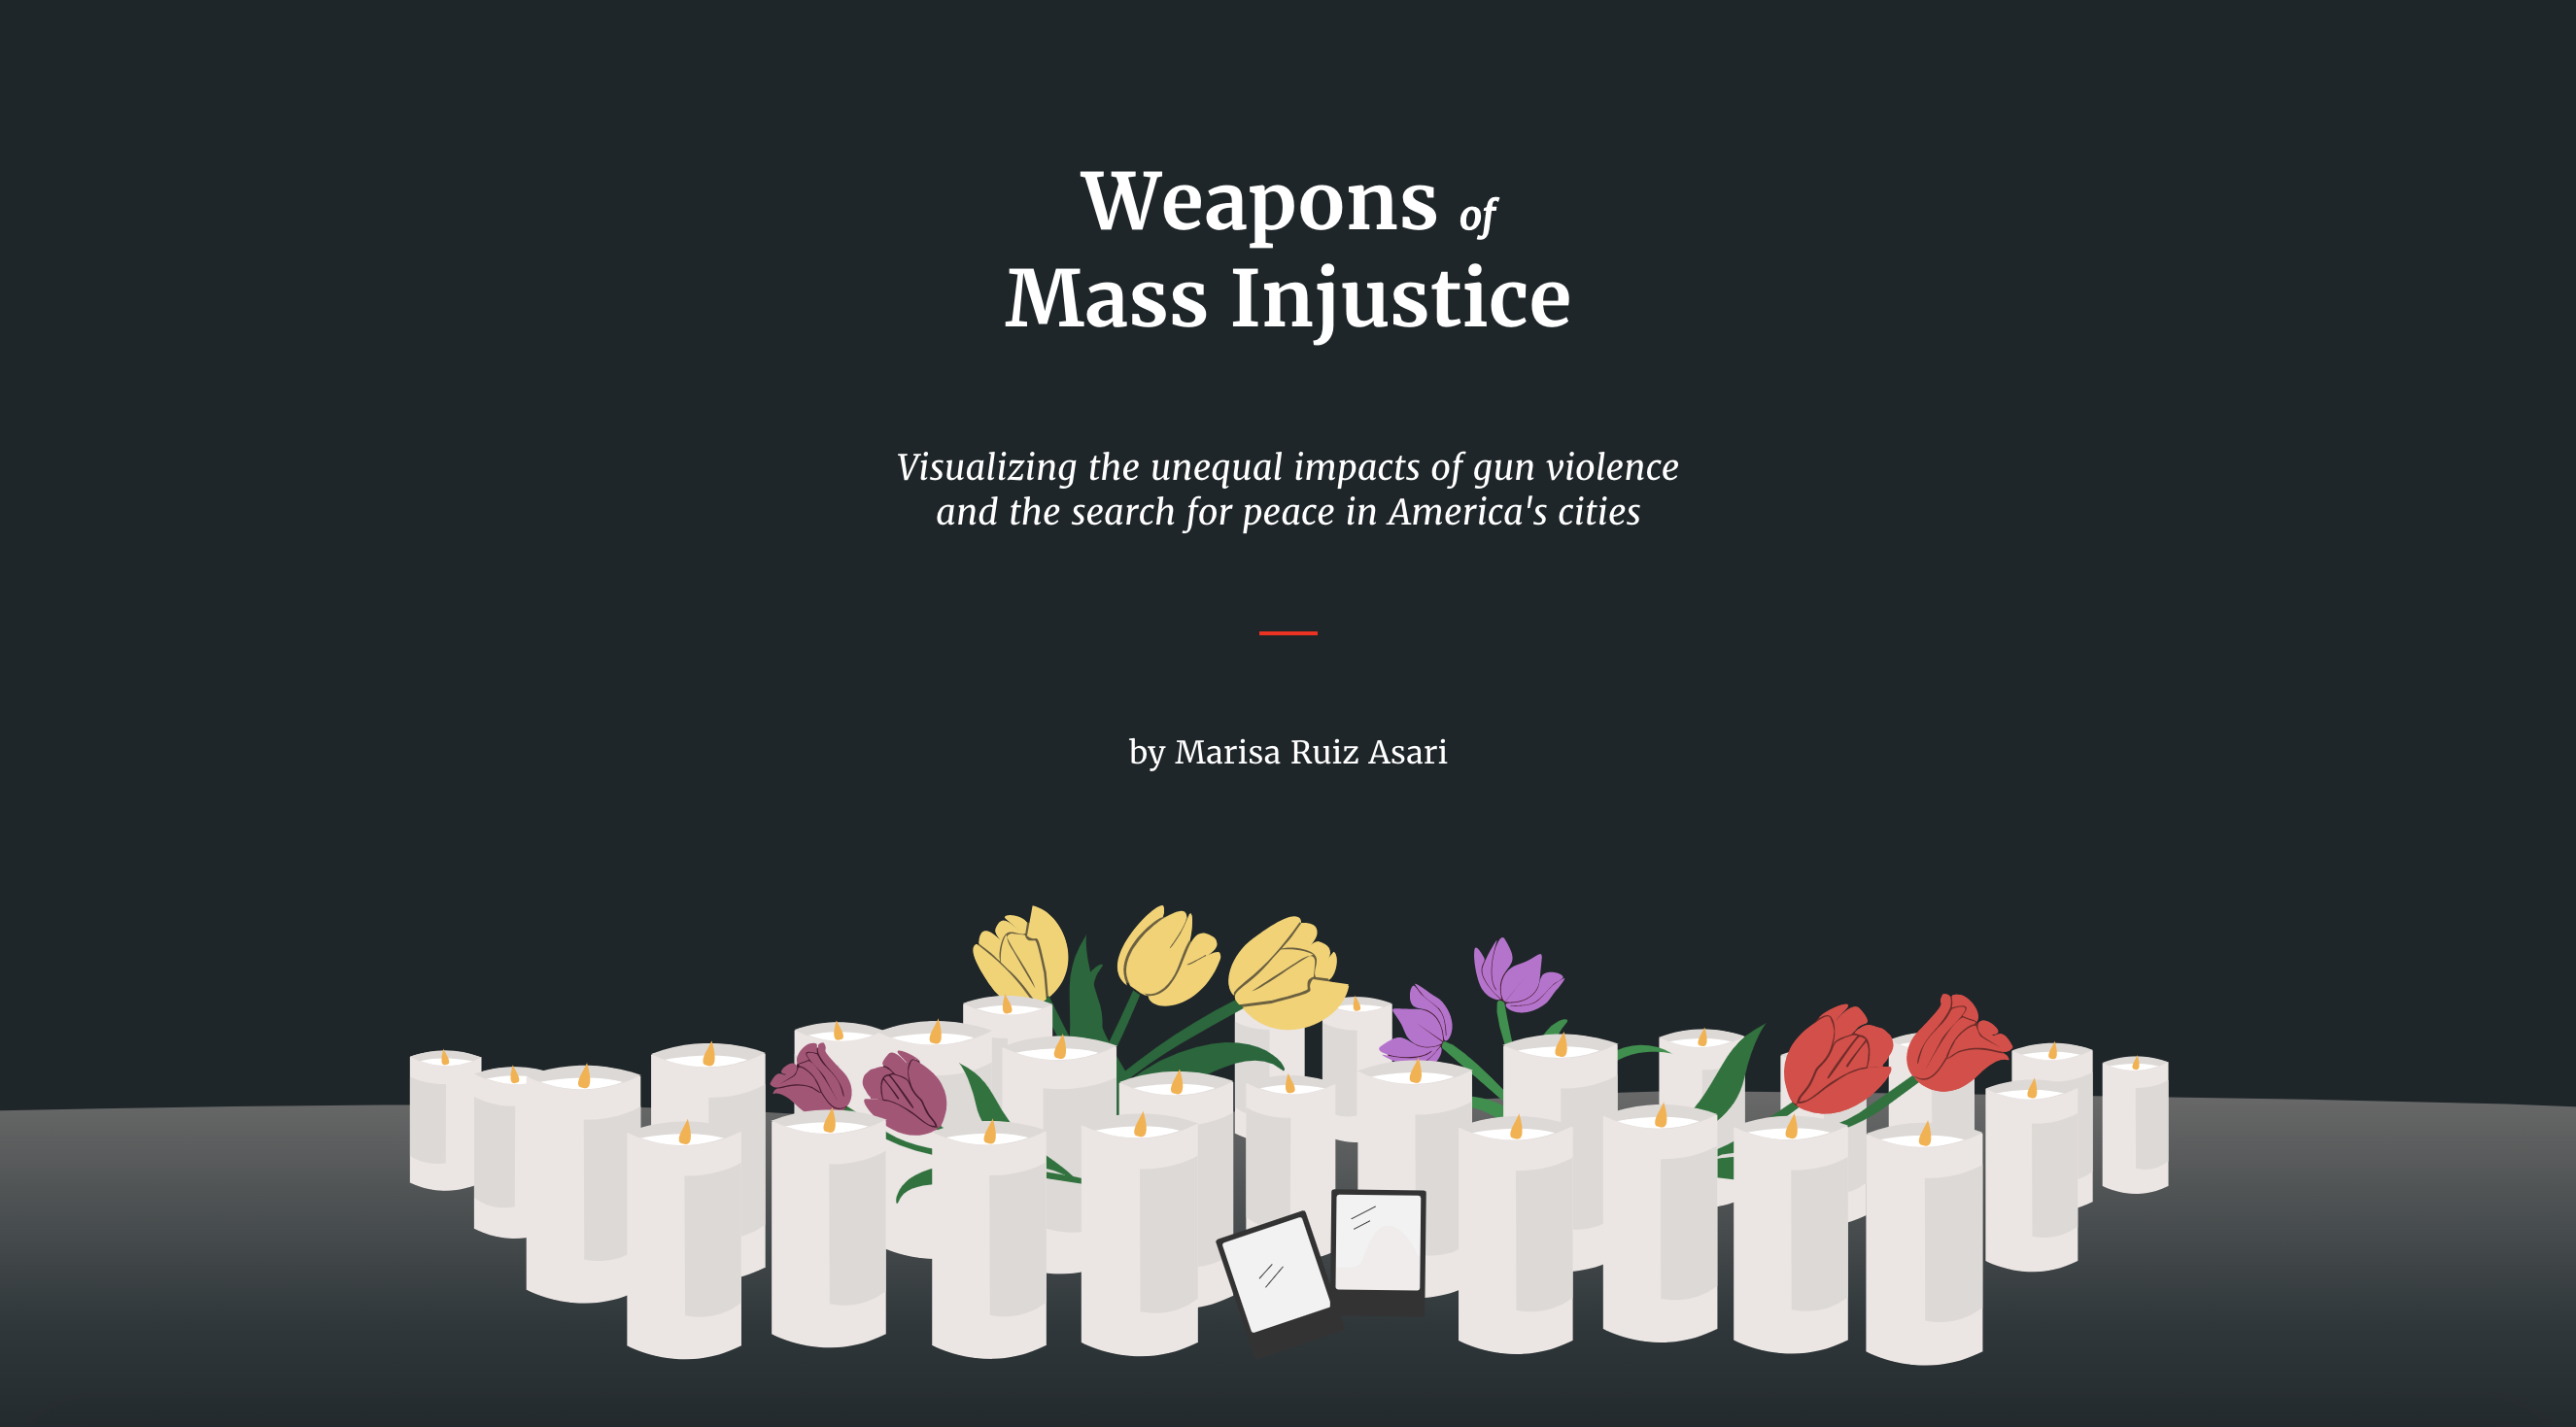 Weapons of
Mass Injustice
Visualizing the unequal impacts of gun violence
and the search for peace in America's cities
by Marisa Ruiz Asari